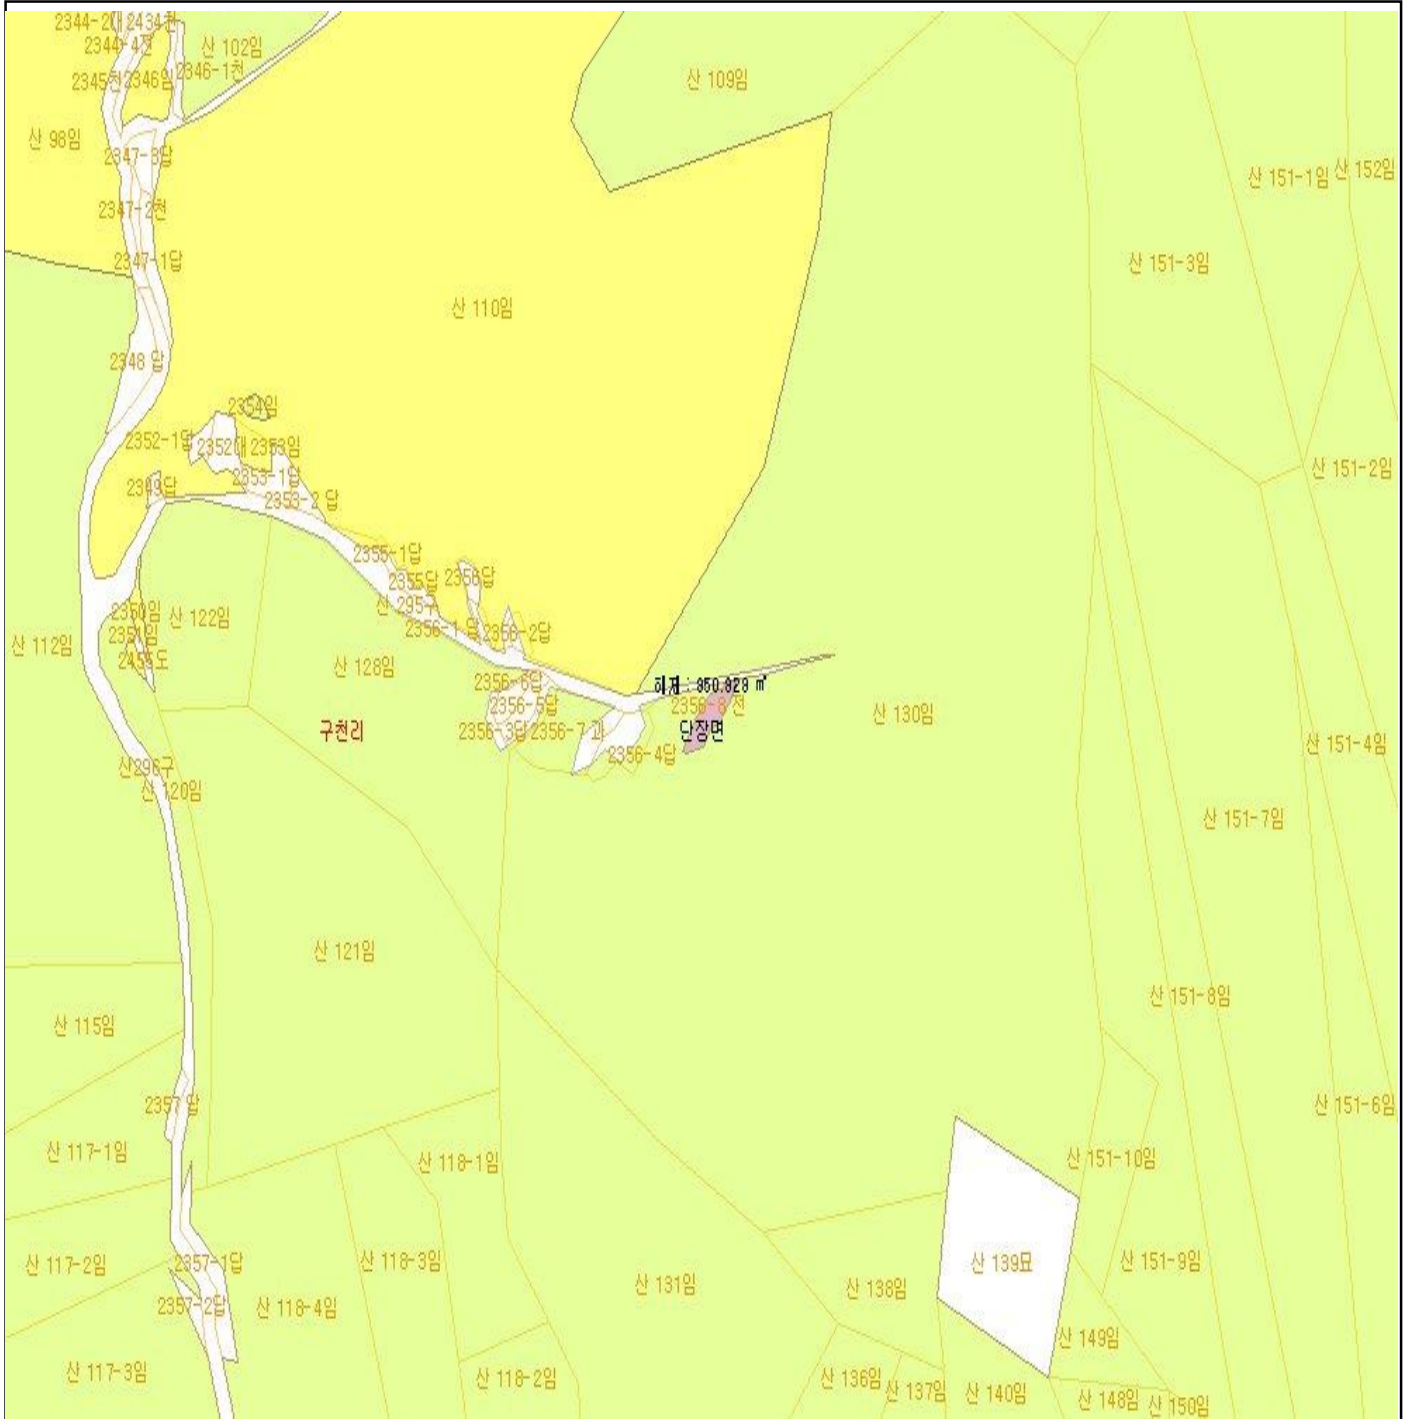 2344-2대 2434천
2344-4전
산 102임
2345천 2346임 2346-1천
산 109임
산 98임
2347-3답
산 151-1임 산 152임
2347-2천
2347-1답
산 151-3임
산 110임
2348 답
2354임
2352-1답 2352대 2353임
2353-1답
산 151-2임
2349답
2353-2 답
2355-1답
2355답 2356답
산 295구
2350임 산 122임
2356-1 답 2356-2답
2351임
산 112임
2455도
산 128임
2356-6답
해제 : 950.929 ㎡
2356-5답
2356-8 전
산 130임
구천리
2356-3답 2356-7 과
단장면
산 151-4임
2356-4답
산296구
산 120임
산 151-7임
산 121임
산 151-8임
산 115임
2357 답
산 151-6임
산 117-1임
산 118-1임
산 151-10임
산 117-2임
2357-1답
산 118-3임
산 139묘
산 151-9임
산 131임
산 138임
2357-2답
산 118-4임
산 149임
산 117-3임
산 118-2임
산 136임
산 137임
산 140임
산 148임
산 150임